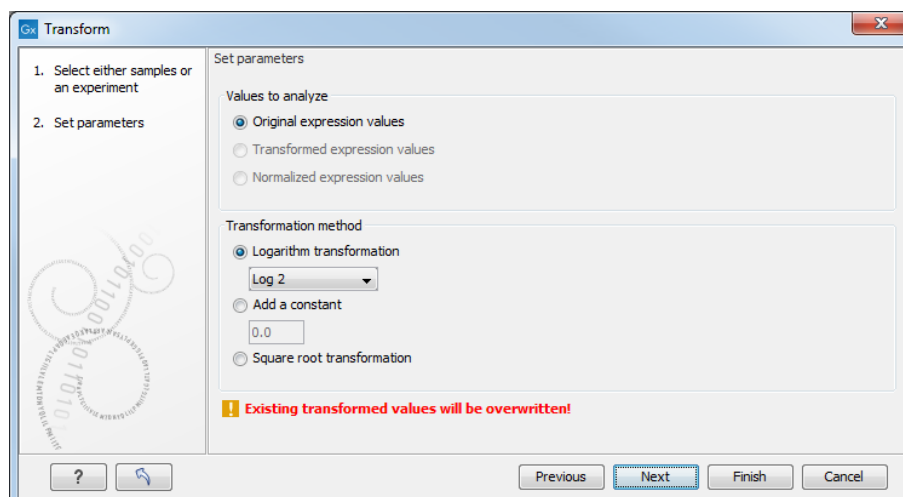 Gx Transform
1. Select either samples or
an experiment
2. Set parameters
Set parameters
Values to analyze
Original expression values
Transformed expression values
Normalized expression values
Transformation method
Logarithm transformation
Log 2
Add a constant
0.0
Square root transformation
! Existing transformed values will be overwritten!
?
Previous
Next
Finish
Cancel